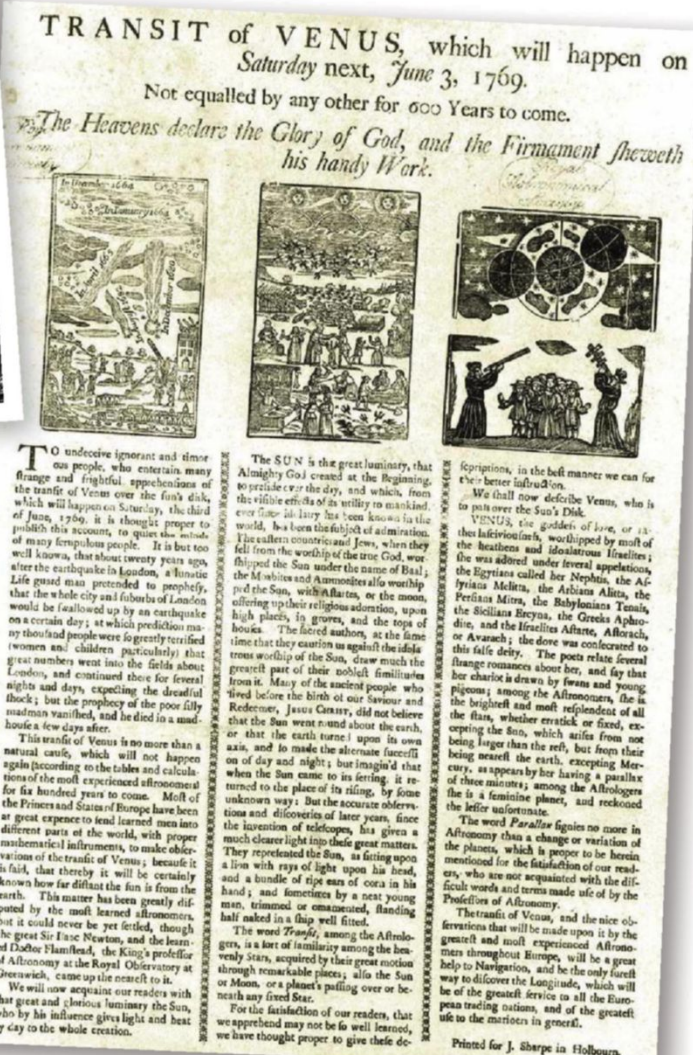 TRANSIT of VENUS, which will happen on
Saturday next, June 3, 1769.
Not equalled by any other for 600 Years to come.
The Heavens declare the Glory of God, and the Firmament ſheweth
his handy Work.
In December 1664
In January 1664
TO undeceive ignorant and timor
ous people, who entertain many
ſtrange and frightful apprehenſions of
the tranſit of Venus over the ſun's diſk,
which will happen on Saturday, the third
of June, 1769, it is thought proper to
publiſh this account, to quiet the minds
of many ſcrupulous people. It is but too
well known, that about twenty years ago,
after the earthquake in London, a lunatic
Life guard man pretended to propheſy,
that the whole city and ſuburbs of London
would be ſwallowed up by an earthquake
on a certain day; at which prediction ma-
ny thouſand people were ſo greatly terrified
(women and children particularly) that
great numbers went into the fields about
London, and continued there for ſeveral
nights and days, expecting the dreadful
ſhock; but the prophecy of the poor ſilly
madman vaniſhed, and he died in a mad-
houſe a few days after.
This tranſit of Venus is no more than a
natural cauſe, which will not happen
again (according to the tables and calcula-
tions of the moſt experienced aſtronomers)
for ſix hundred years to come. Moſt of
the Princes and States of Europe have been
at great expence to ſend learned men into
different parts of the world, with proper
mathematical inſtruments, to make obſer-
vations of the tranſit of Venus; becauſe it
is ſaid, that thereby it will be certainly
known how far diſtant the ſun is from the
earth. This matter has been greatly diſ-
puted by the moſt learned aſtronomers.
but it could never be yet ſettled, though
the great Sir Iſaac Newton, and the learn-
ed Doctor Flamſtead, the King's profeſſor
of Aſtronomy at the Royal Obſervatory at
Greenwich, came up the neareſt to it.
We will now acquaint our readers with
that great and glorious luminary the Sun,
who by his influence gives light and heat
by day to the whole creation.
The SUN is the great luminary, that
Almighty God created at the Beginning,
to preſide over the day, and which, from
the viſible effects of its utility to mankind,
ever ſince hiſtory has been known in the
world, has been the ſubject of admiration.
The eaſtern countries and Jews, when they
fell from the worſhip of the true God, wor-
ſhipped the Sun under the name of Baal;
the Moabites and Ammonites alſo worſhip
ped the Sun, with Aſtartes, or the moon,
offering up their religious adoration, upon
high places, in groves, and the tops of
houſes. The ſacred authors, at the ſame
time that they caution us againſt the idola
trous worſhip of the Sun, draw much the
greateſt part of their nobleſt ſimilitudes
from it. Many of the ancient people who
lived before the birth of our Saviour and
Redeemer, JESUS CHRIST, did not believe
that the Sun went round about the earth,
or that the earth turned upon its own
axis, and ſo made the alternate ſucceſſi
on of day and night; but imagin'd that
when the Sun came to its ſetting, it re-
turned to the place of its riſing, by ſome
unknown way: But the accurate obſerva-
tions and diſcoveries of later years, ſince
the invention of teleſcopes, has given a
much clearer light into theſe great matters.
They repreſented the Sun, as ſitting upon
a lion with rays of light upon his head,
and a bundle of ripe ears of corn in his
hand; and ſometimes by a neat young
man, trimmed or ornamented, ſtanding
half naked in a ſhip well fitted.
The word Tranſit, among the Aſtrolo-
gers, is a ſort of familarity among the hea-
venly Stars, acquired by their great motion
through remarkable places; alſo the Sun
or Moon, or a planet's paſſing over or be-
neath any fixed Star.
For the ſatisfaction of our readers, that
we apprehend may not be ſo well learned,
we have thought proper to give theſe de-
ſcriptions, in the beſt manner we can for
their better inſtruction.
We ſhall now deſcribe Venus, who is
to paſs over the Sun's Disk.
VENUS, the goddeſs of love, or ra-
ther laſciviouſneſs, worſhipped by moſt of
the heathens and idoalatrous Iſraelites;
ſhe was adored under ſeveral appelations,
the Egytians called her Nephtis, the Aſ-
ſyrians Melitta, the Arbians Alitta, the
Perſians Mitra, the Babylonians Tenais,
the Sicilians Ercyna, the Greeks Aphro-
dite, and the Iſraelites Aſtarte, Aſtorach,
or Avarach; the dove was conſecrated to
this falſe deity. The poets relate ſeveral
ſtrange romances about her, and ſay that
her chariot is drawn by ſwans and young
pigeons; among the Aſtronomers, ſhe is
the brighteſt and moſt reſplendent of all
the ſtars, whether erratick or fixed, ex-
cepting the Sun, which ariſes from not
being larger than the reſt, but from their
being neareſt the earth, excepting Mer-
cury, as appears by her having a parallax
of three minutes; among the Aſtrologers
ſhe is a feminine planet, and reckoned
the leſſer unfortunate.
The word Parallax ſignies no more in
Aſtronomy than a change or variation of
the planets, which is proper to be herein
mentioned for the ſatisfaction of our read-
ers, who are not acquainted with the dif-
ficult words and terms made uſe of by the
Profeſſors of Aſtronomy.
The tranſit of Venus, and the nice ob-
ſervations that will be made upon it by the
greateſt and moſt experienced Aſtrono-
mers throughout Europe, will be a great
help to Navigation, and be the only ſureſt
way to diſcover the Longitude, which will
be of the greateſt ſervice to all the Euro-
pean trading nations, and of the greateſt
uſe to the mariners in general.
Printed for J. Sharpe in Holbourn.